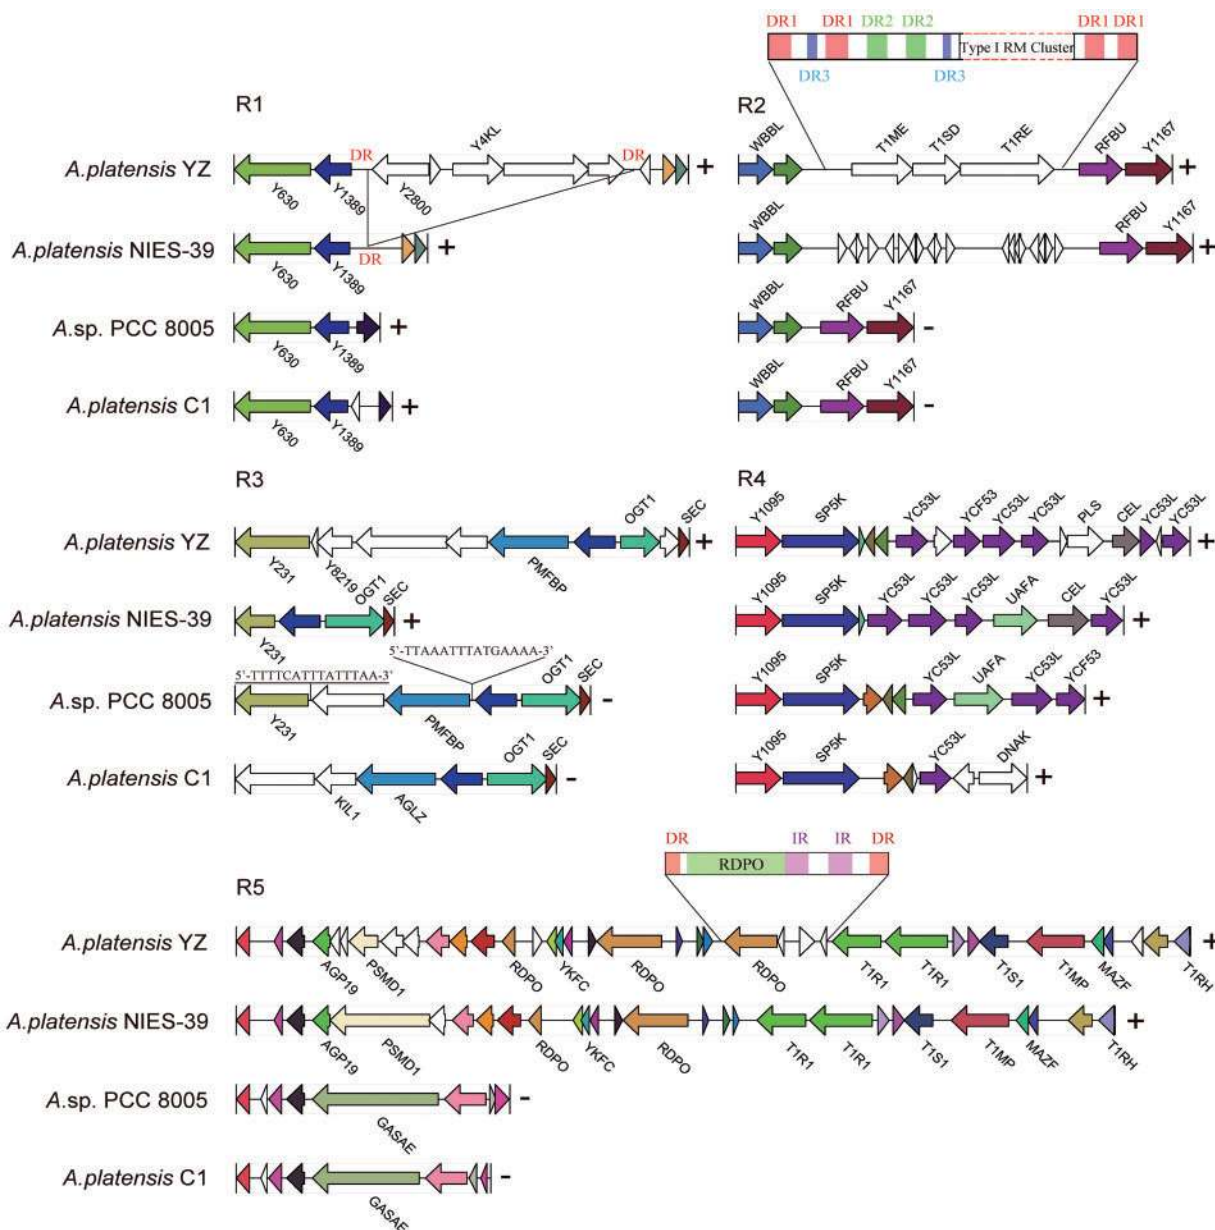 DR1 DR1 DR2 DR2 DR1 DR1
Type I RM Cluster
DR3 DR3
R1
DR Y4KL DR
A.platensis YZ +
Y630 Y1389 Y2800
A.platensis NIES-39 +
DR
Y630 Y1389
A.sp. PCC 8005 +
Y630 Y1389
A.platensis C1 +
Y630 Y1389
R2
WBBL T1ME T1SD T1RE RFBU Y1167
+
WBBL RFBU Y1167
+
WBBL RFBU Y1167
-
WBBL RFBU Y1167
-
R3
OGT1 SEC
A.platensis YZ +
Y231 Y8219 PMFBP
OGT1 SEC
A.platensis NIES-39 +
Y231
5'-TTAAATTTATGAAAA-3'
5'-TTTTCATTTATTTAA-3'
OGT1 SEC
A.sp. PCC 8005 -
Y231 PMFBP
OGT1 SEC
A.platensis C1 -
KIL1 AGLZ
R4
Y1095 SP5K YC53L YCF53 YC53L YC53L PLS CEL YC53L YC53L
+
Y1095 SP5K YC53L YC53L YC53L UAFA CEL YC53L
+
Y1095 SP5K YC53L UAFA YC53L YCF53
+
Y1095 SP5K YC53L DNAK
+
DR IR IR DR
RDPO
R5
A.platensis YZ +
AGP19 PSMD1 RDPO YKFC RDPO RDPO T1R1 T1R1 T1S1 T1MP MAZF T1RH
A.platensis NIES-39 +
AGP19 PSMD1 RDPO YKFC RDPO T1R1 T1R1 T1S1 T1MP MAZF T1RH
A.sp. PCC 8005 -
GASAE
A.platensis C1 -
GASAE